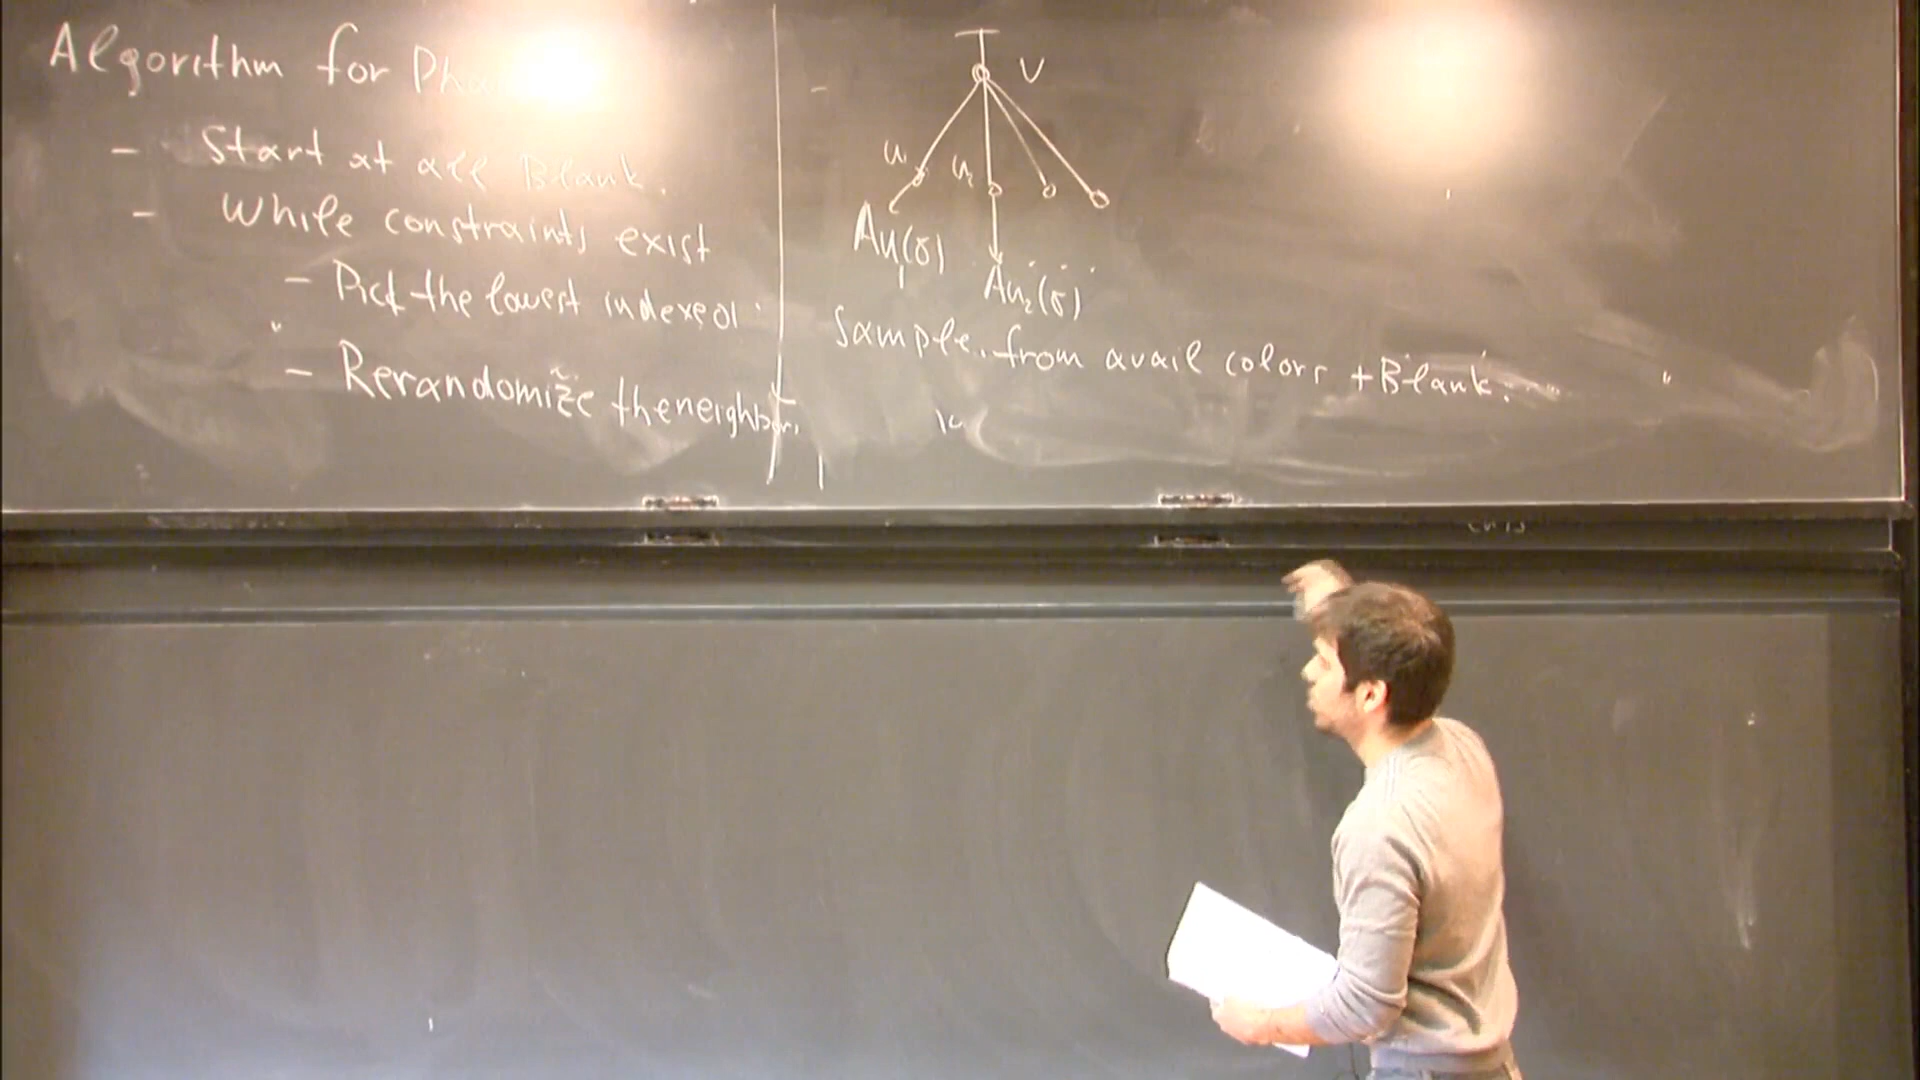 Algorithm for
- Start at all Blank.
- While constraints exist
- Pick the lowest indexed
- Rerandomize the neighbors
V
u₁ u₂
Au₁(σ) Au₂(σ)
Sample from avail colors + Blank.